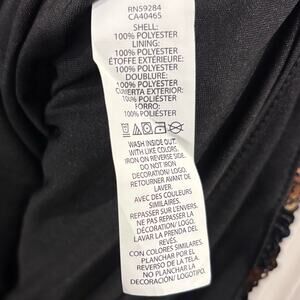 RN59284
CA40465
SHELL:
100% POLYESTER
LINING:
100% POLYESTER
ÉTOFFE EXTÉRIEURE:
100% POLYESTER
DOUBLURE:
100% POLYESTER
CUBIERTA EXTERIOR:
100% POLIÉSTER
FORRO:
100% POLIÉSTER
WASH INSIDE OUT.
WITH LIKE COLORS.
IRON ON REVERSE SIDE.
DO NOT IRON
DECORATION/ LOGO.
RETOURNER AVANT DE
LAVER.
AVEC DES COULEURS
SIMILAIRES.
REPASSER SUR L'ENVERS.
NE PAS REPASSER LA
DÉCORATION/ LOGO.
LAVAR LA PRENDA DEL
REVÉS.
CON COLORES SIMILARES.
PLANCHAR POR EL
REVERSO DE LA TELA.
NO PLANCHAR LA
DECORACIÓN/ LOGOTIPO.